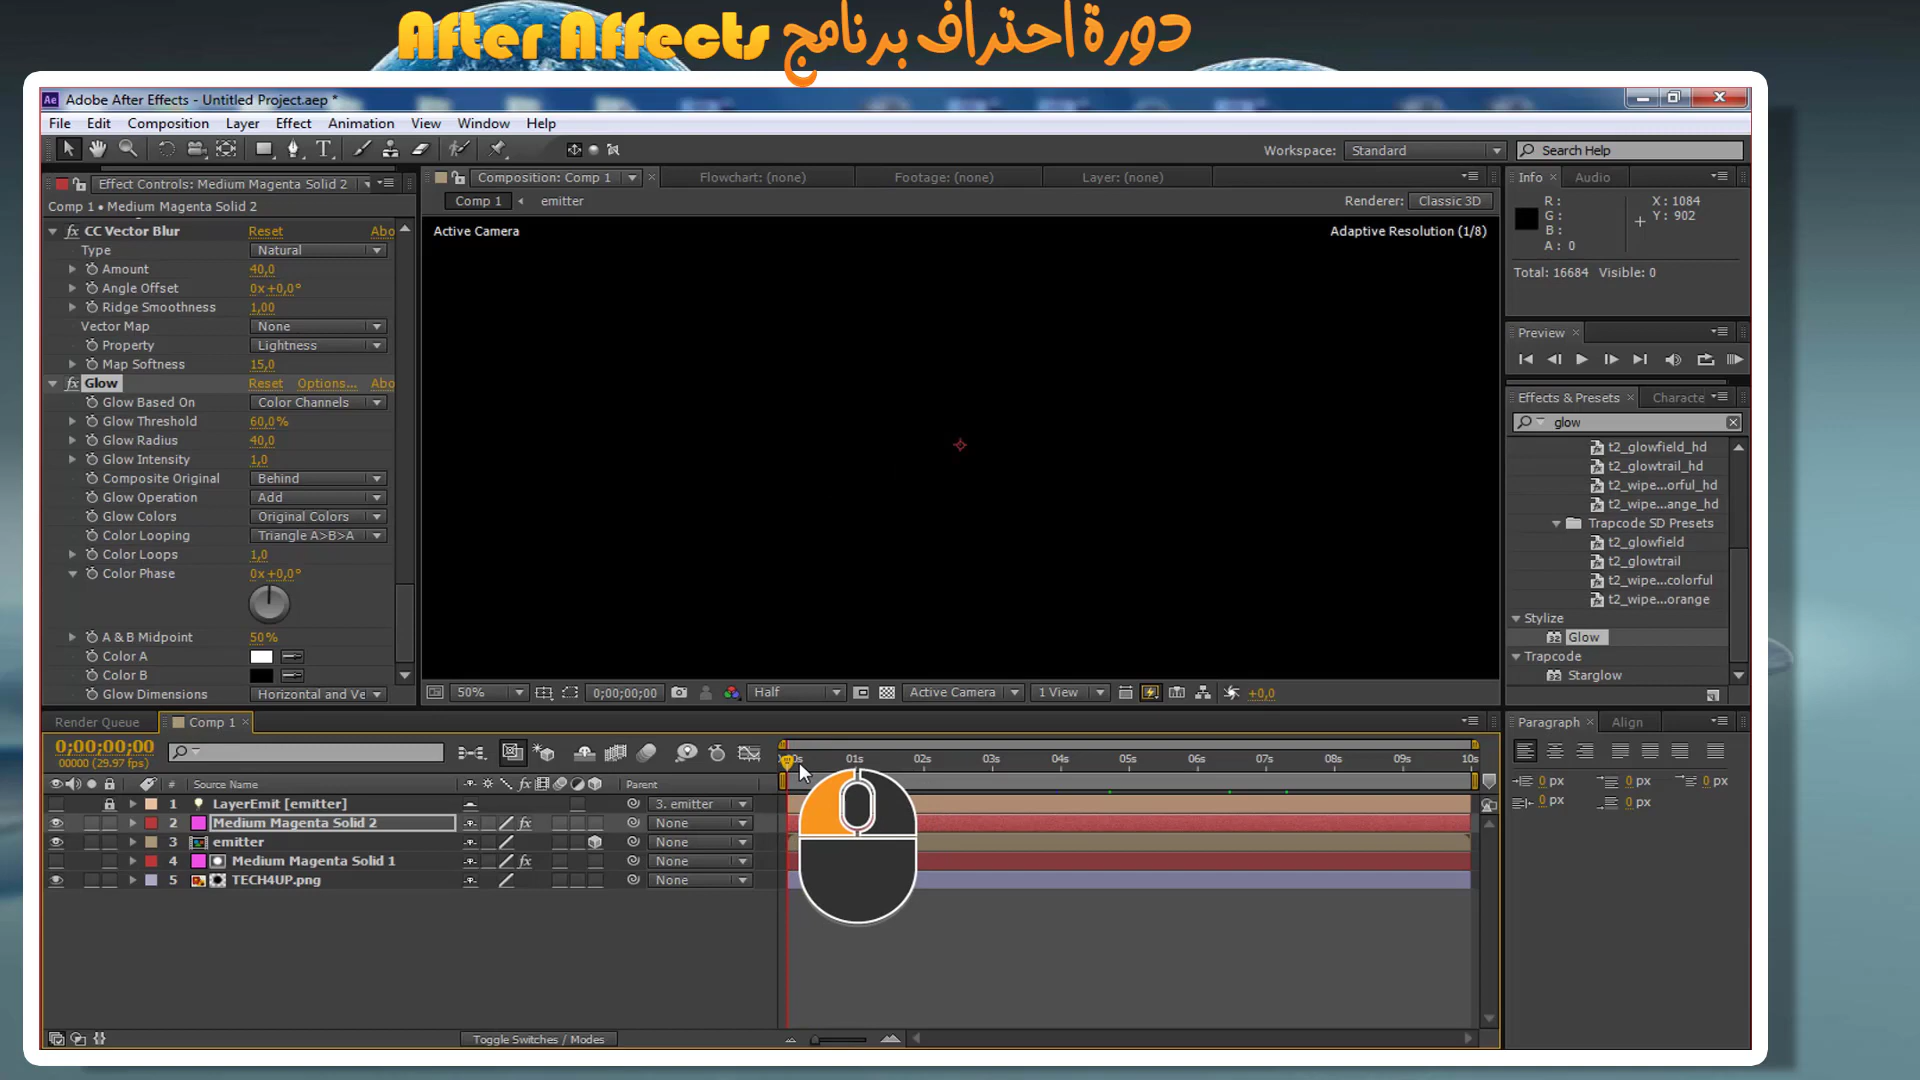 دورة احتراف برنامج After Affects
Adobe After Effects - Untitled Project.aep *
File Edit Composition Layer Effect Animation View Window Help
Workspace: Standard
Search Help
Effect Controls: Medium Magenta Solid 2
Comp 1 • Medium Magenta Solid 2
CC Vector Blur Reset Abo
Type Natural
Amount 40,0
Angle Offset 0x+0,0°
Ridge Smoothness 1,00
Vector Map None
Property Lightness
Map Softness 15,0
Glow Reset Options... Abo
Glow Based On Color Channels
Glow Threshold 60,0%
Glow Radius 40,0
Glow Intensity 1,0
Composite Original Behind
Glow Operation Add
Glow Colors Original Colors
Color Looping Triangle A>B>A
Color Loops 1,0
Color Phase 0x+0,0°
A & B Midpoint 50%
Color A
Color B
Glow Dimensions Horizontal and Ve
Composition: Comp 1 Flowchart: (none) Footage: (none) Layer: (none)
Comp 1 emitter
Renderer: Classic 3D
Active Camera
Adaptive Resolution (1/8)
50% 0;00;00;00 Half Active Camera 1 View +0,0
Info Audio
R: X: 1084
G: Y: 902
B:
A: 0
Total: 16684 Visible: 0
Preview
Effects & Presets Characte
glow
t2_glowfield_hd
t2_glowtrail_hd
t2_wipe...orful_hd
t2_wipe...ange_hd
Trapcode SD Presets
t2_glowfield
t2_glowtrail
t2_wipe...colorful
t2_wipe...orange
Stylize
32 Glow
Trapcode
32 Starglow
Render Queue Comp 1
0;00;00;00
00000 (29.97 fps)
# Source Name fx Parent
0s 01s 02s 03s 04s 05s 06s 07s 08s 09s 10s
1 LayerEmit [emitter] 3. emitter
2 Medium Magenta Solid 2 fx None
3 emitter None
4 Medium Magenta Solid 1 fx None
5 TECH4UP.png None
Toggle Switches / Modes
Paragraph Align
0 px 0 px 0 px
0 px 0 px